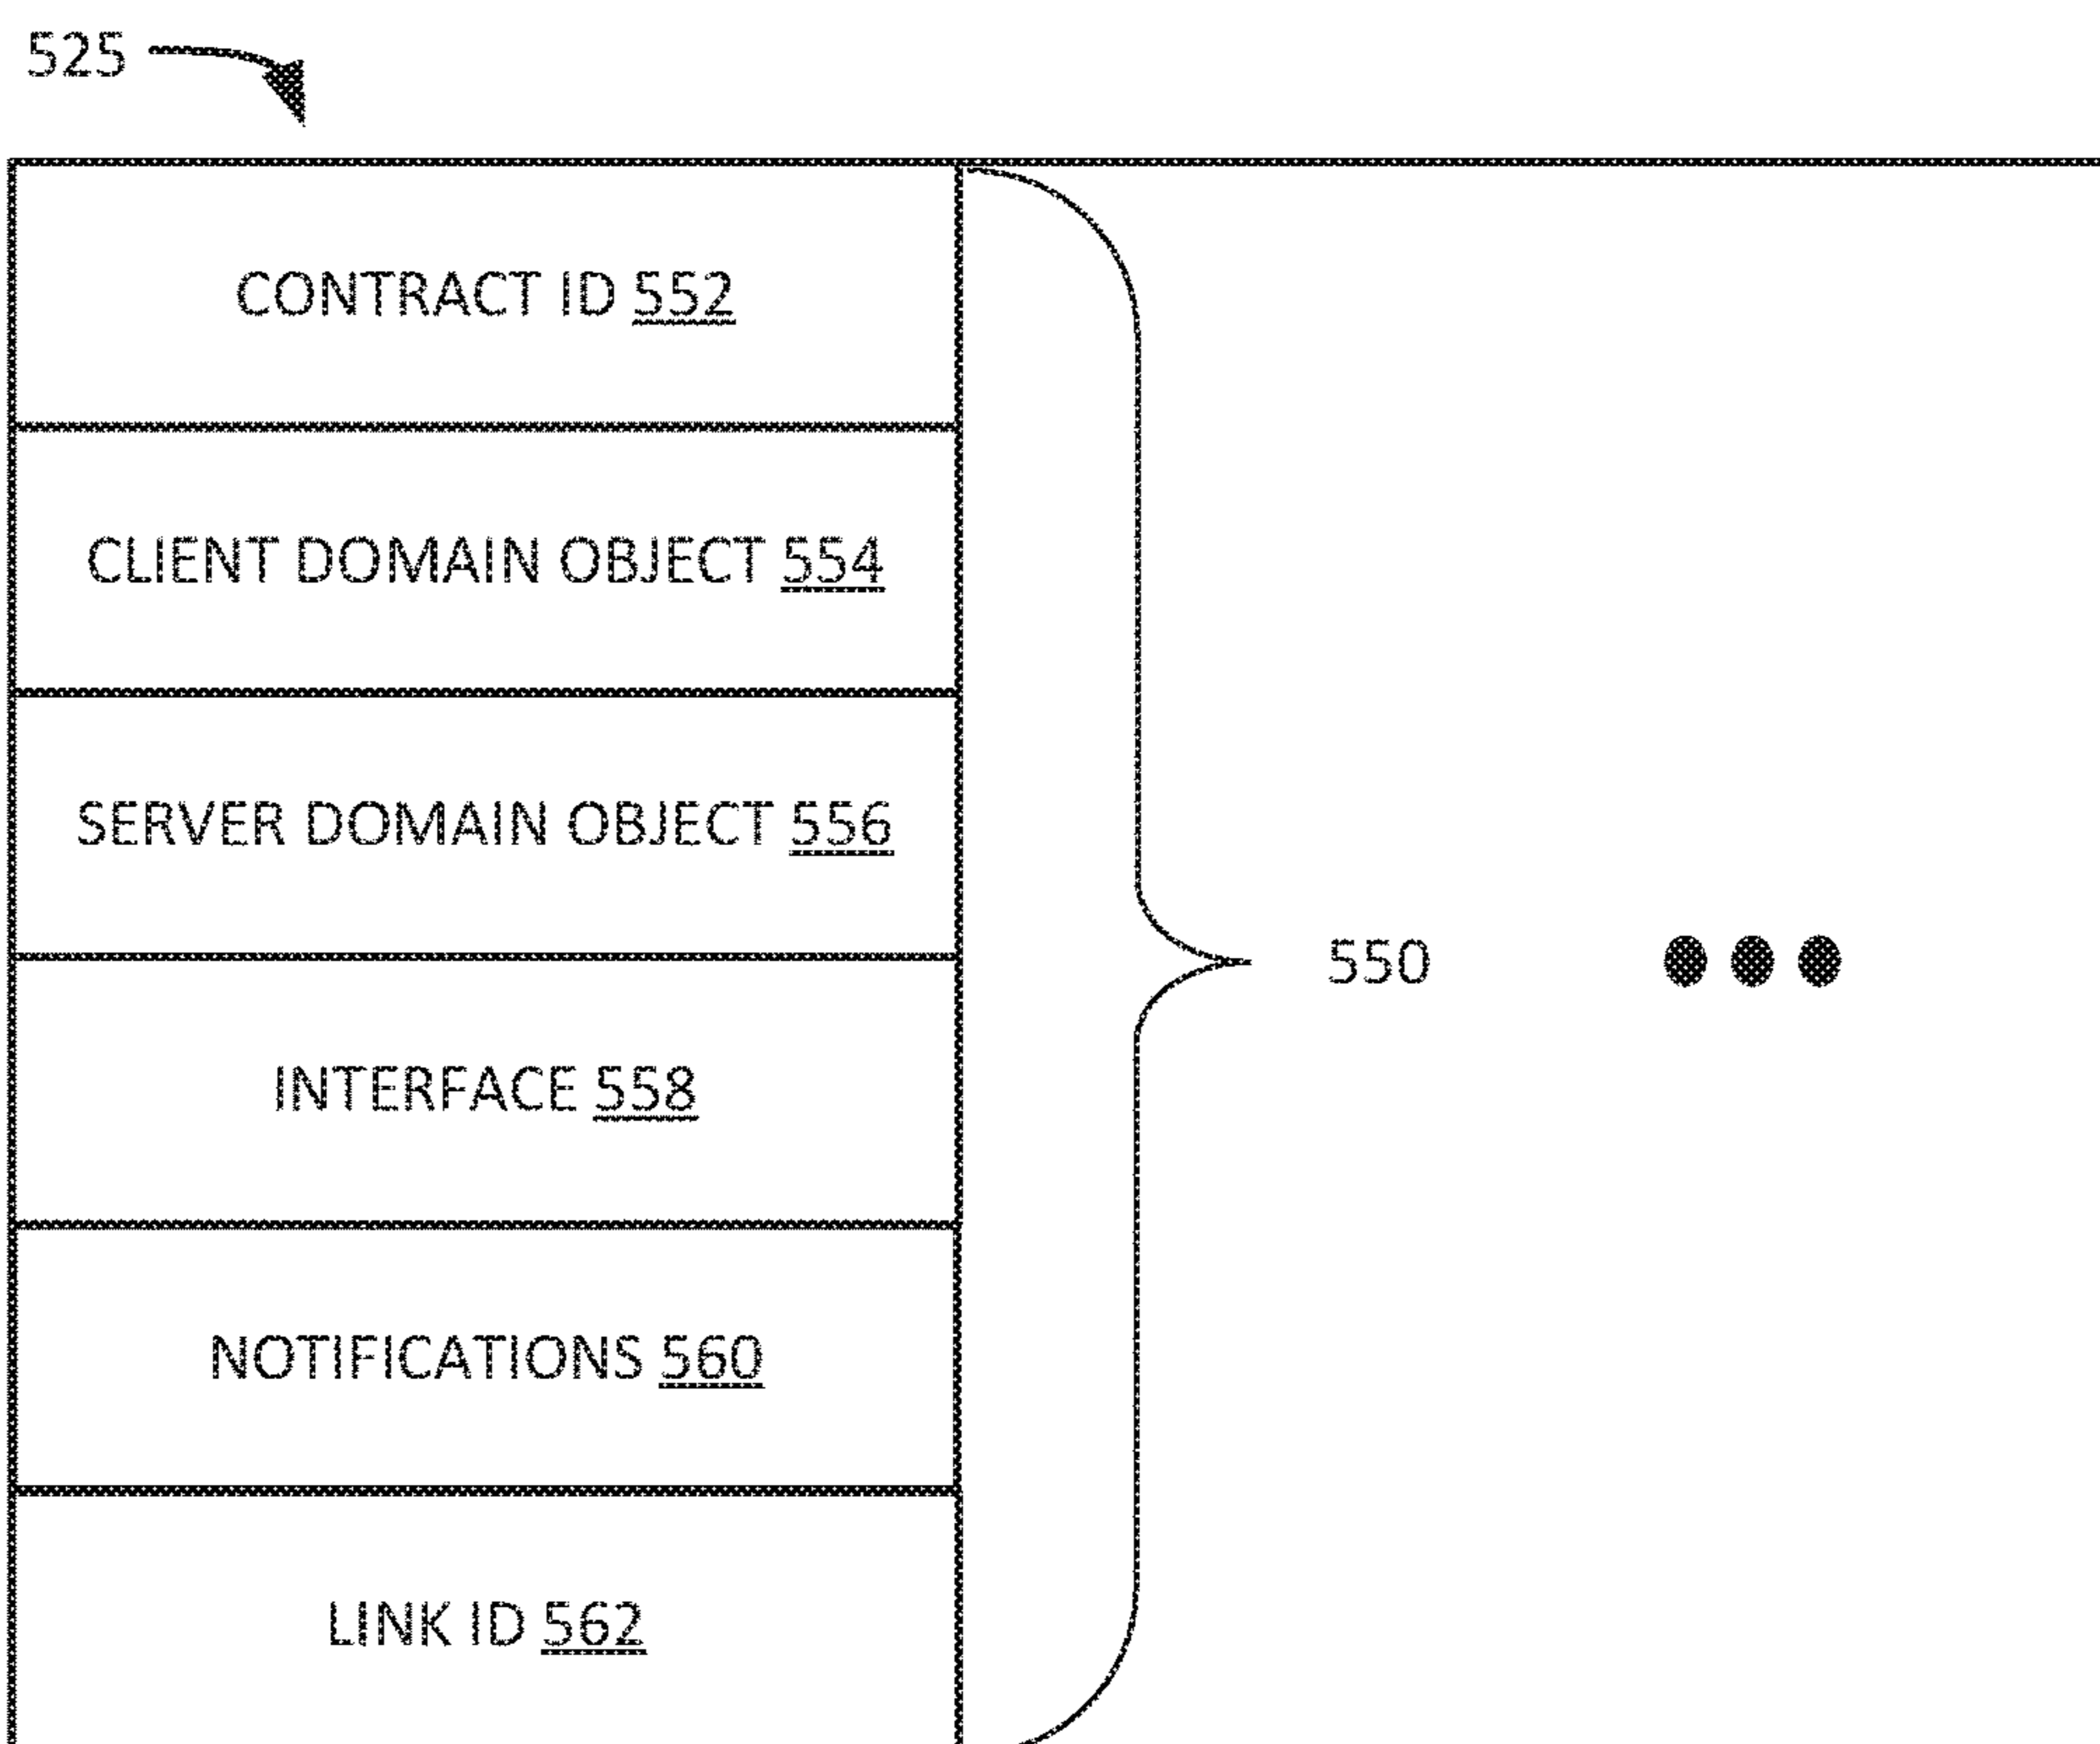 525
CONTRACT ID 552
CLIENT DOMAIN OBJECT 554
SERVER DOMAIN OBJECT 556
550
INTERFACE 558
NOTIFICATIONS 560
LINK ID 562